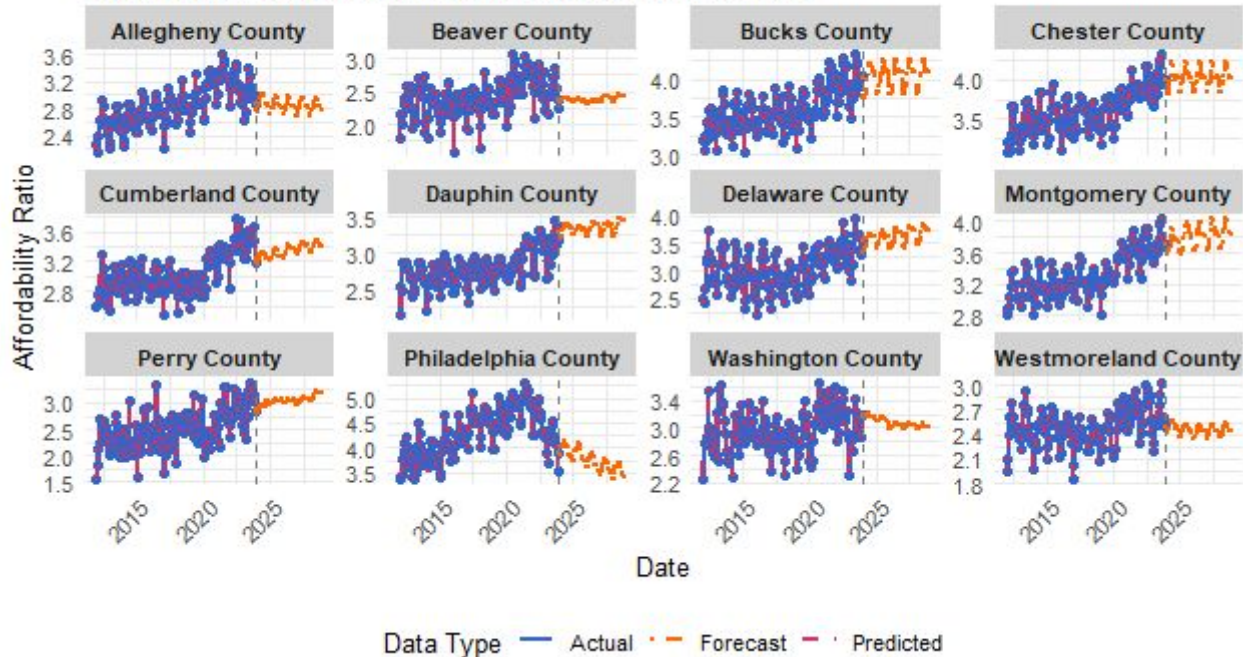 Allegheny County Beaver County Bucks County Chester County
3.6 3.2 2.8 2.4
3.0 2.5 2.0
4.0 3.5 3.0
4.0 3.5
Cumberland County Dauphin County Delaware County Montgomery County
3.6 3.2 2.8
3.5 3.0 2.5
4.0 3.5 3.0 2.5
4.0 3.6 3.2 2.8
Perry County Philadelphia County Washington County Westmoreland County
3.0 2.5 2.0 1.5
5.0 4.5 4.0 3.5
3.4 3.0 2.6 2.2
3.0 2.7 2.4 2.1 1.8
Affordability Ratio
2015 2020 2025 2015 2020 2025 2015 2020 2025 2015 2020 2025
Date
Data Type Actual Forecast Predicted